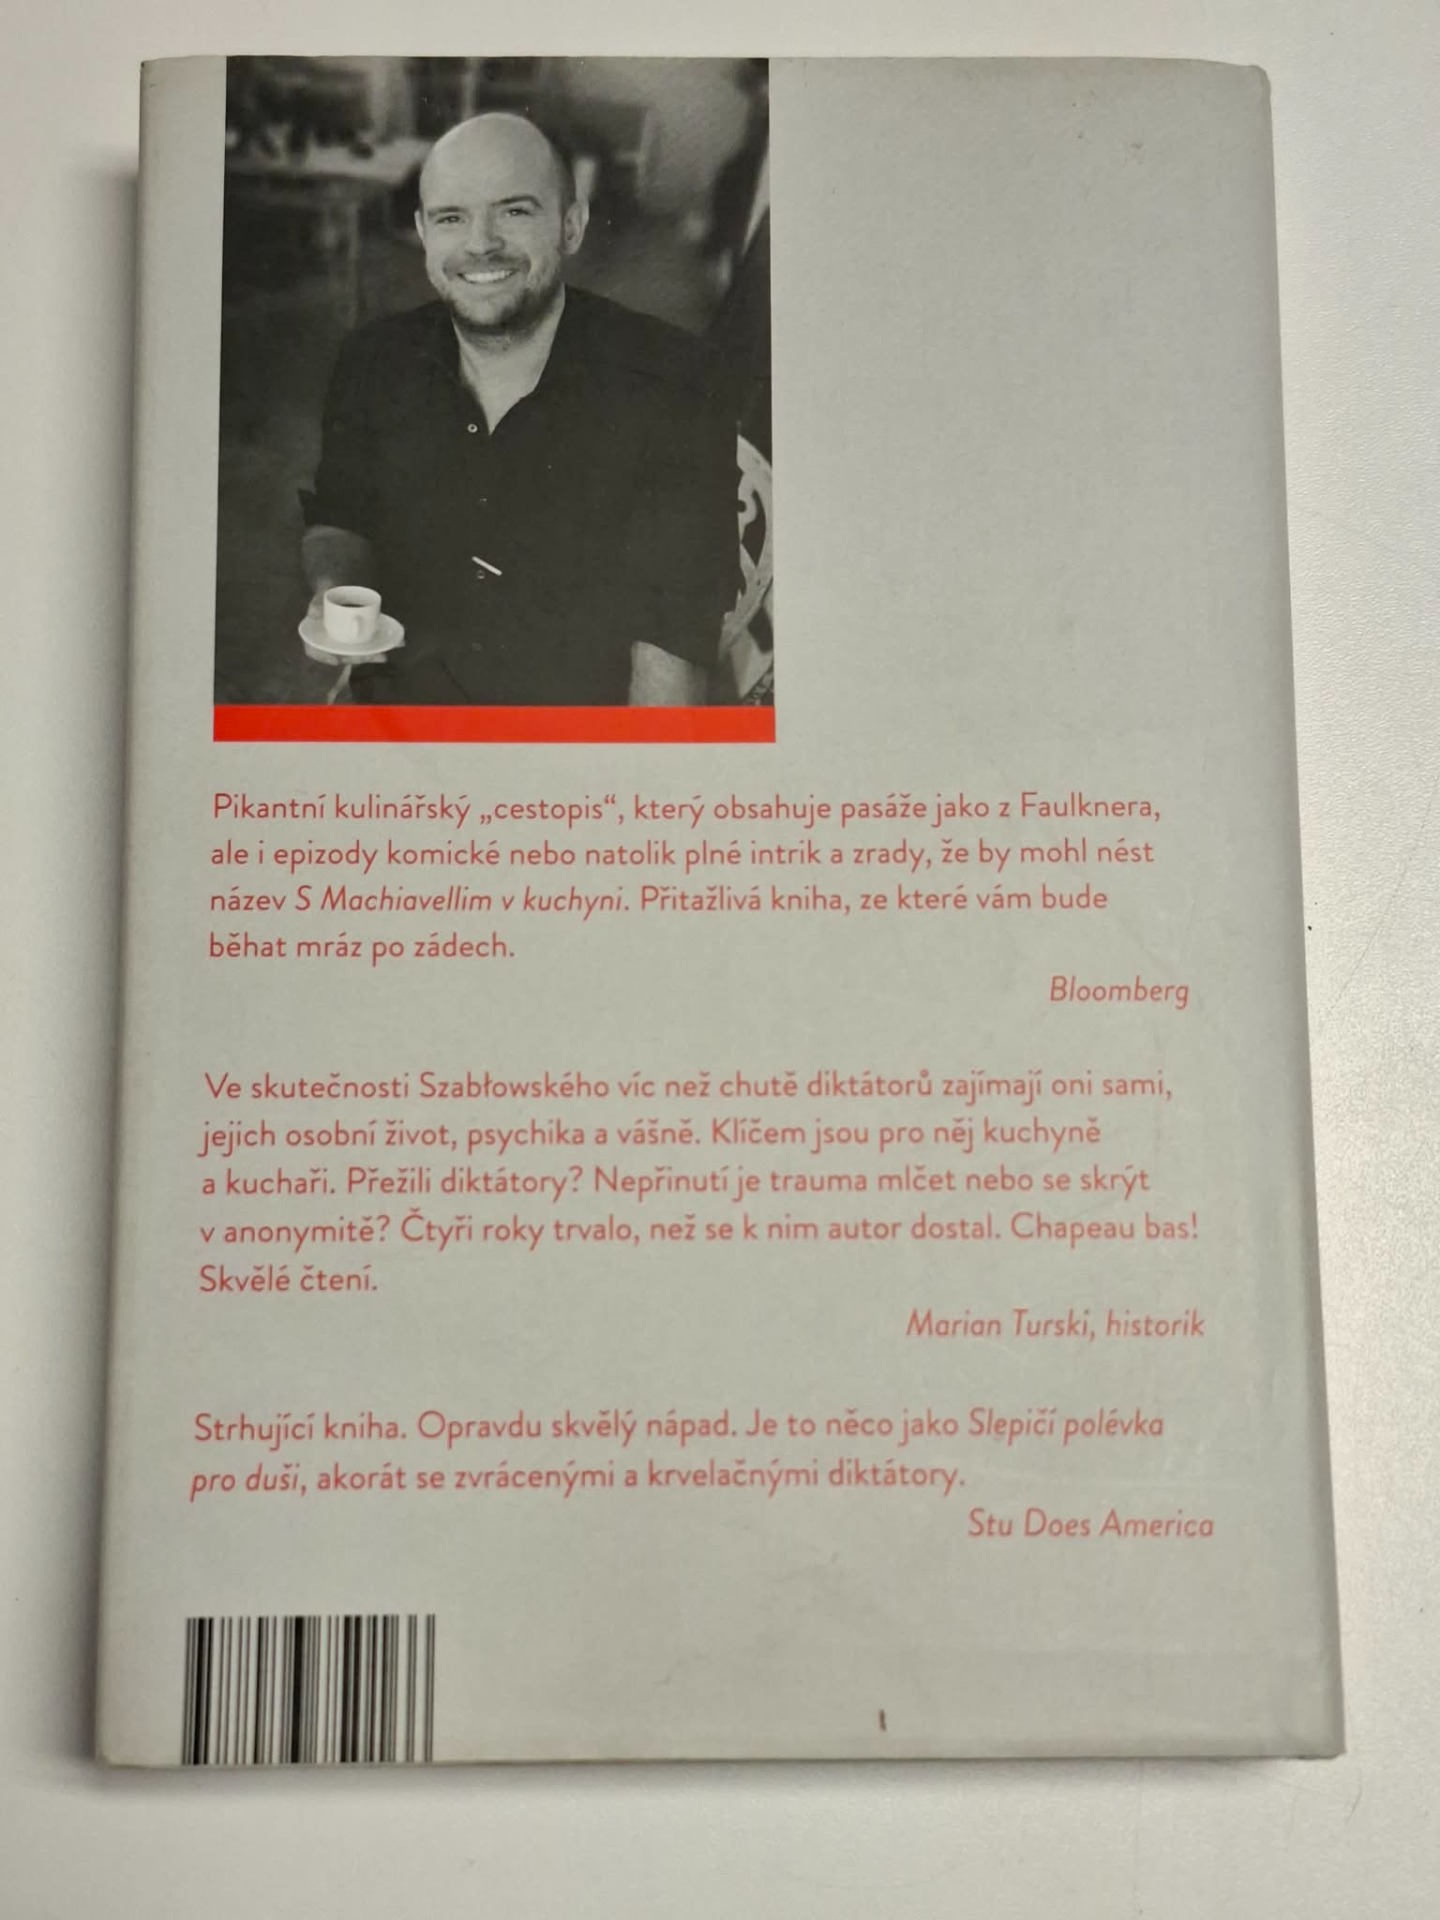 Pikantní kulinářský „cestopis“, který obsahuje pasáže jako z Faulknera,
ale i epizody komické nebo natolik plné intrik a zrady, že by mohl nést
název S Machiavellim v kuchyni. Přitažlivá kniha, ze které vám bude
běhat mráz po zádech.
Bloomberg
Ve skutečnosti Szabłowského víc než chutě diktátorů zajímají oni sami,
jejich osobní život, psychika a vášně. Klíčem jsou pro něj kuchyně
a kuchaři. Přežili diktátory? Nepřinutí je trauma mlčet nebo se skrýt
v anonymitě? Čtyři roky trvalo, než se k nim autor dostal. Chapeau bas!
Skvělé čtení.
Marian Turski, historik
Strhující kniha. Opravdu skvělý nápad. Je to něco jako Slepičí polévka
pro duši, akorát se zvrácenými a krvelačnými diktátory.
Stu Does America